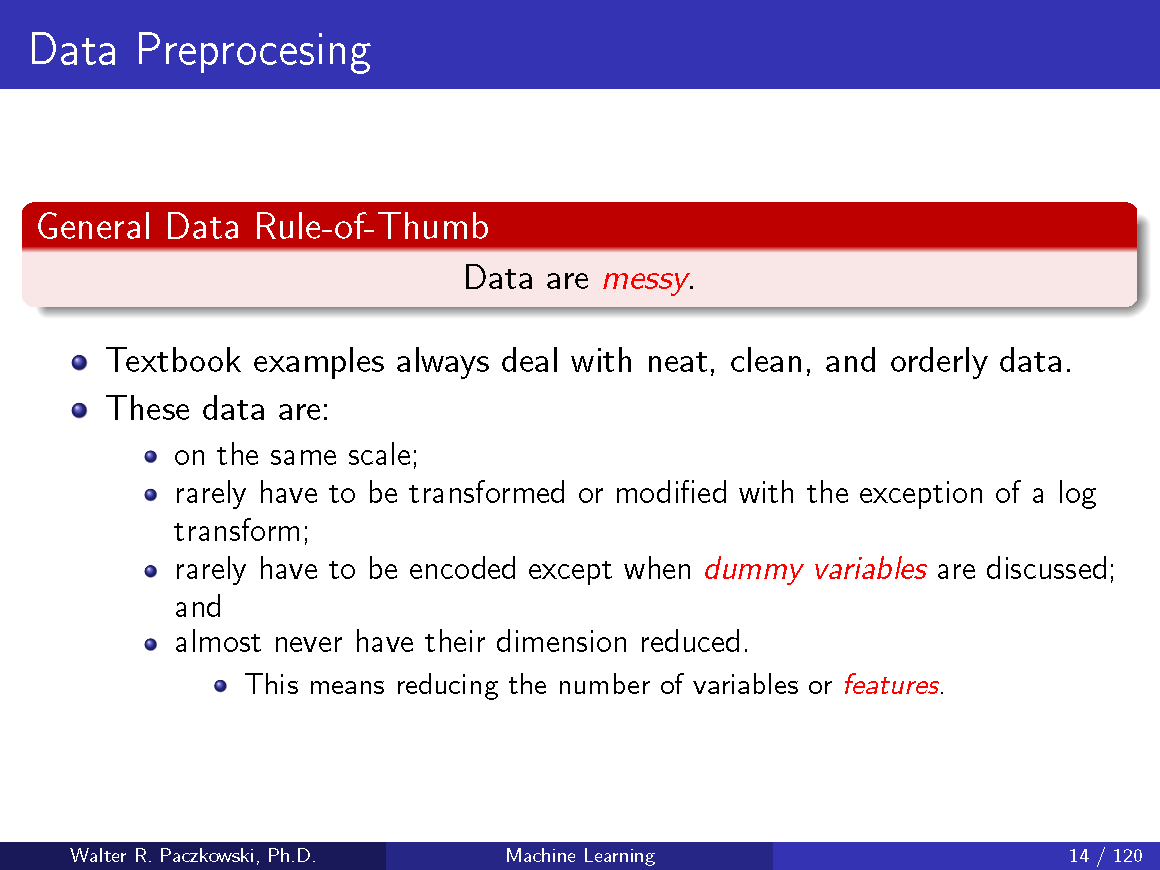 Data Preprocesing
General Data Rule-of-Thumb
Data are messy.
Textbook examples always deal with neat, clean, and orderly data.
These data are:
on the same scale;
rarely have to be transformed or modified with the exception of a log
transform;
rarely have to be encoded except when dummy variables are discussed;
and
almost never have their dimension reduced.
This means reducing the number of variables or features.
Walter R. Paczkowski, Ph.D.
Machine Learning
14 / 120